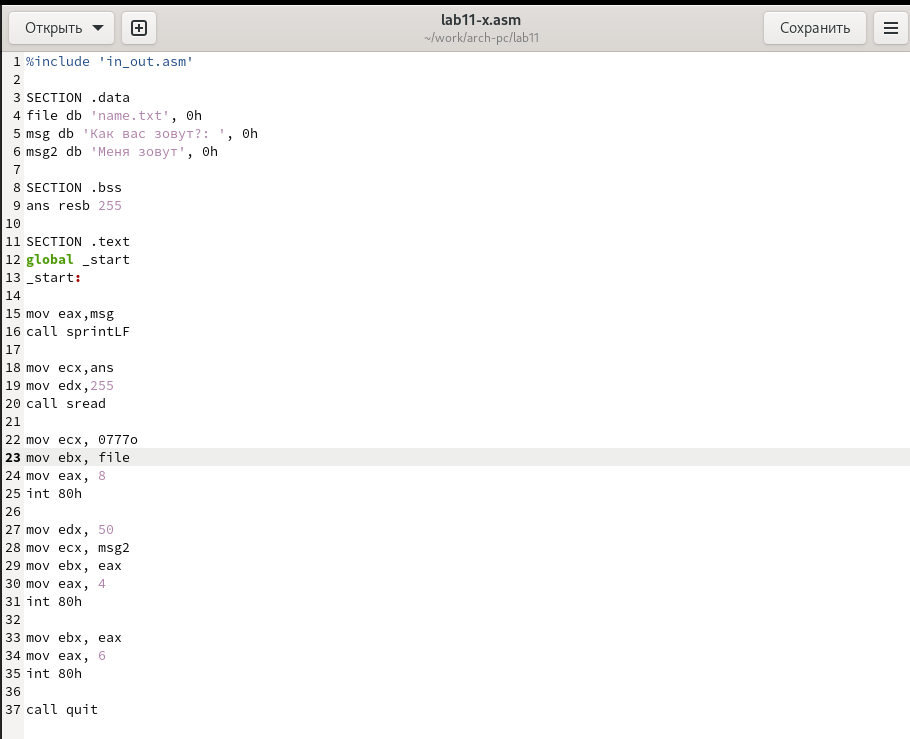 Открыть
lab11-x.asm
~/work/arch-pc/lab11
Сохранить
1 %include 'in_out.asm'
2
3 SECTION .data
4 file db 'name.txt', 0h
5 msg db 'Как вас зовут?: ', 0h
6 msg2 db 'Меня зовут', 0h
7
8 SECTION .bss
9 ans resb 255
10
11 SECTION .text
12 global _start
13 _start:
14
15 mov eax,msg
16 call sprintLF
17
18 mov ecx,ans
19 mov edx,255
20 call sread
21
22 mov ecx, 0777o
23 mov ebx, file
24 mov eax, 8
25 int 80h
26
27 mov edx, 50
28 mov ecx, msg2
29 mov ebx, eax
30 mov eax, 4
31 int 80h
32
33 mov ebx, eax
34 mov eax, 6
35 int 80h
36
37 call quit